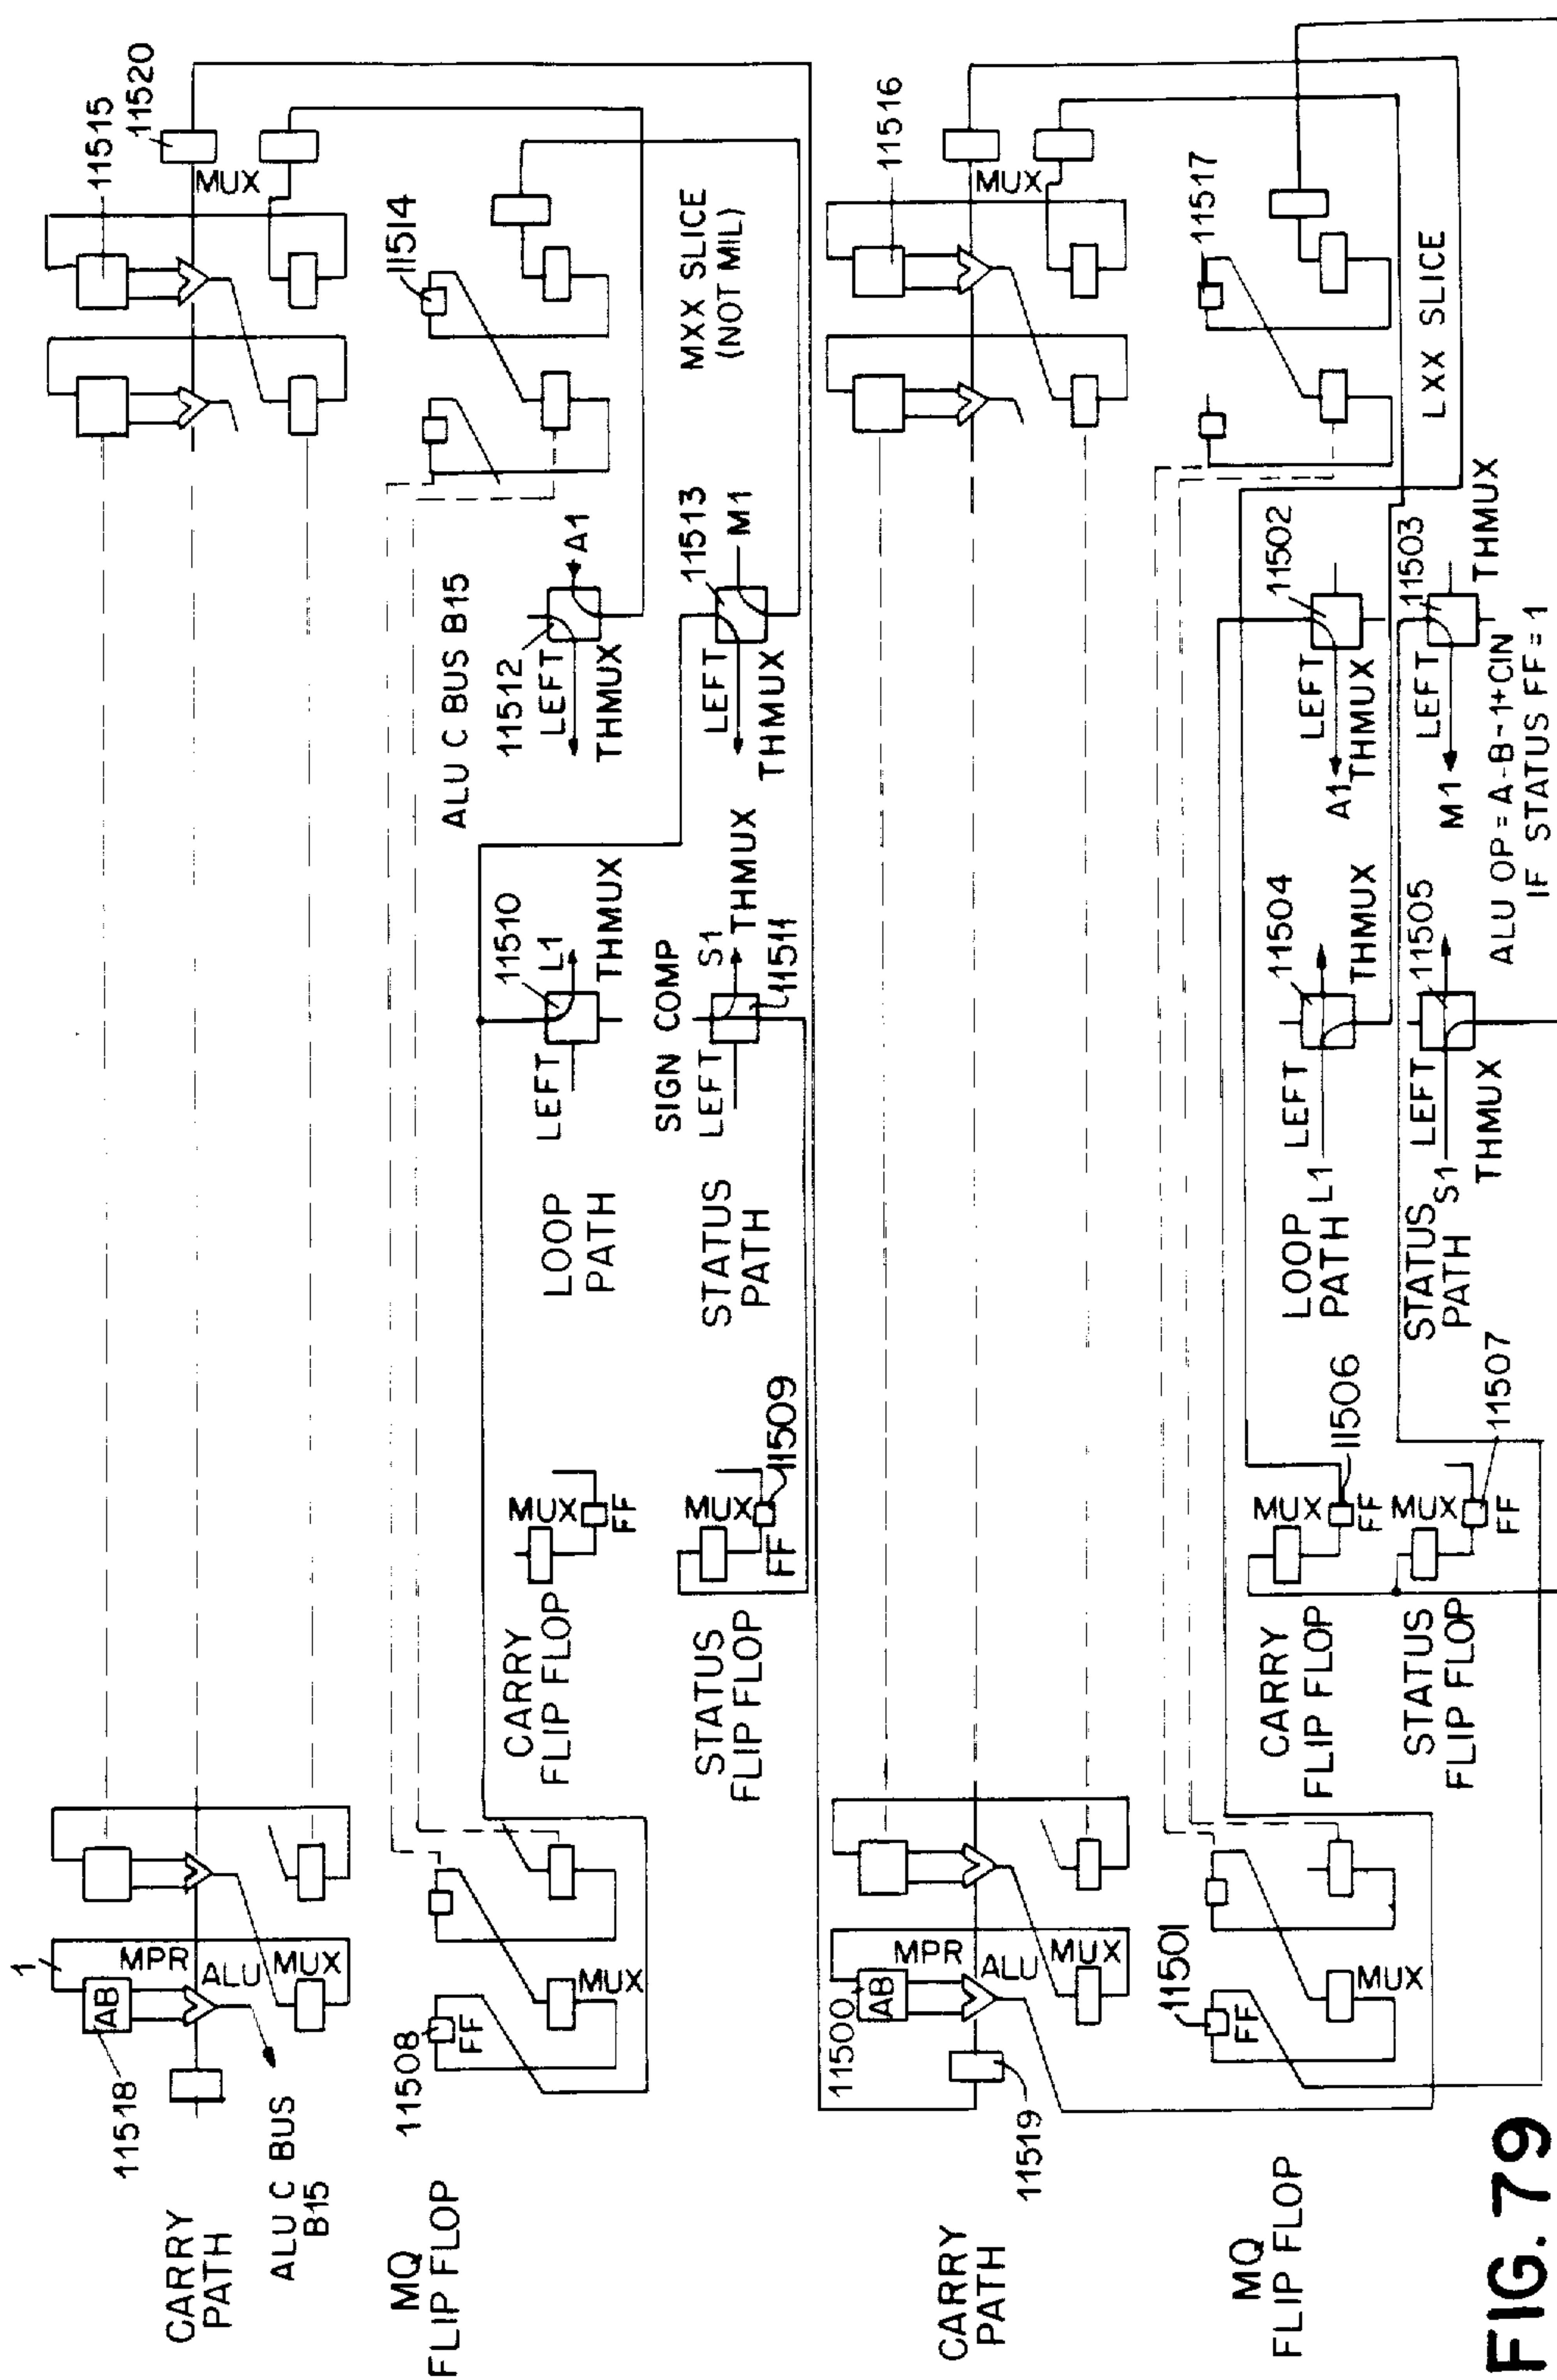 1
AB
MPR
ALU
MUX
11515
11520
MUX
11518
CARRY
PATH
ALU C BUS
B15
11508
FF
MUX
MQ
FLIP FLOP
11514
MXX SLICE
(NOT MIL)
ALU C BUS B15
11512
LEFT
A1
THMUX
11513
LEFT
M1
THMUX
11510
LEFT
L1
THMUX
SIGN COMP
LEFT
S1
THMUX
11511
LOOP
PATH
STATUS
PATH
MUX
FF
CARRY
FLIP FLOP
MUX
FF
11509
STATUS
FLIP FLOP
11500
AB
MPR
ALU
MUX
11516
MUX
11519
CARRY
PATH
11501
FF
MUX
MQ
FLIP FLOP
11517
LXX SLICE
11502
LEFT
A1
THMUX
11503
LEFT
M1
THMUX
11504
LOOP
PATH
L1
LEFT
THMUX
11505
STATUS
PATH
S1
LEFT
THMUX
ALU OP = A-B-1+CIN
IF STATUS FF = 1
MUX
FF
11506
CARRY
FLIP FLOP
MUX
FF
11507
STATUS
FLIP FLOP
FIG. 79